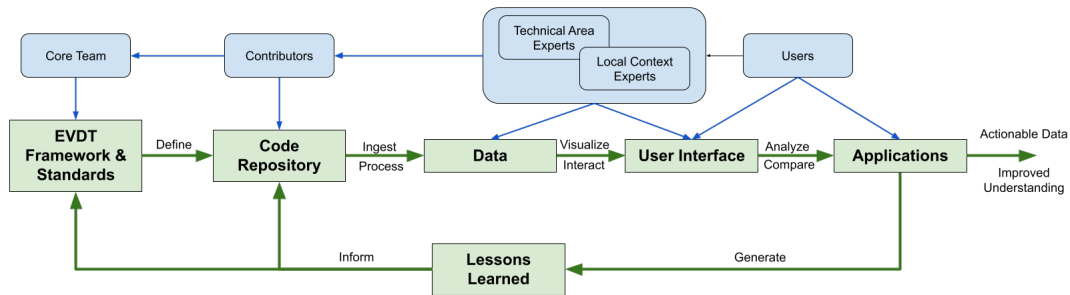 Core Team
Contributors
Technical Area
Experts
Local Context
Experts
Users
EVDT
Framework &
Standards
Define
Code
Repository
Ingest
Process
Data
Visualize
Interact
User Interface
Analyze
Compare
Applications
Actionable Data
Improved
Understanding
Inform
Lessons
Learned
Generate